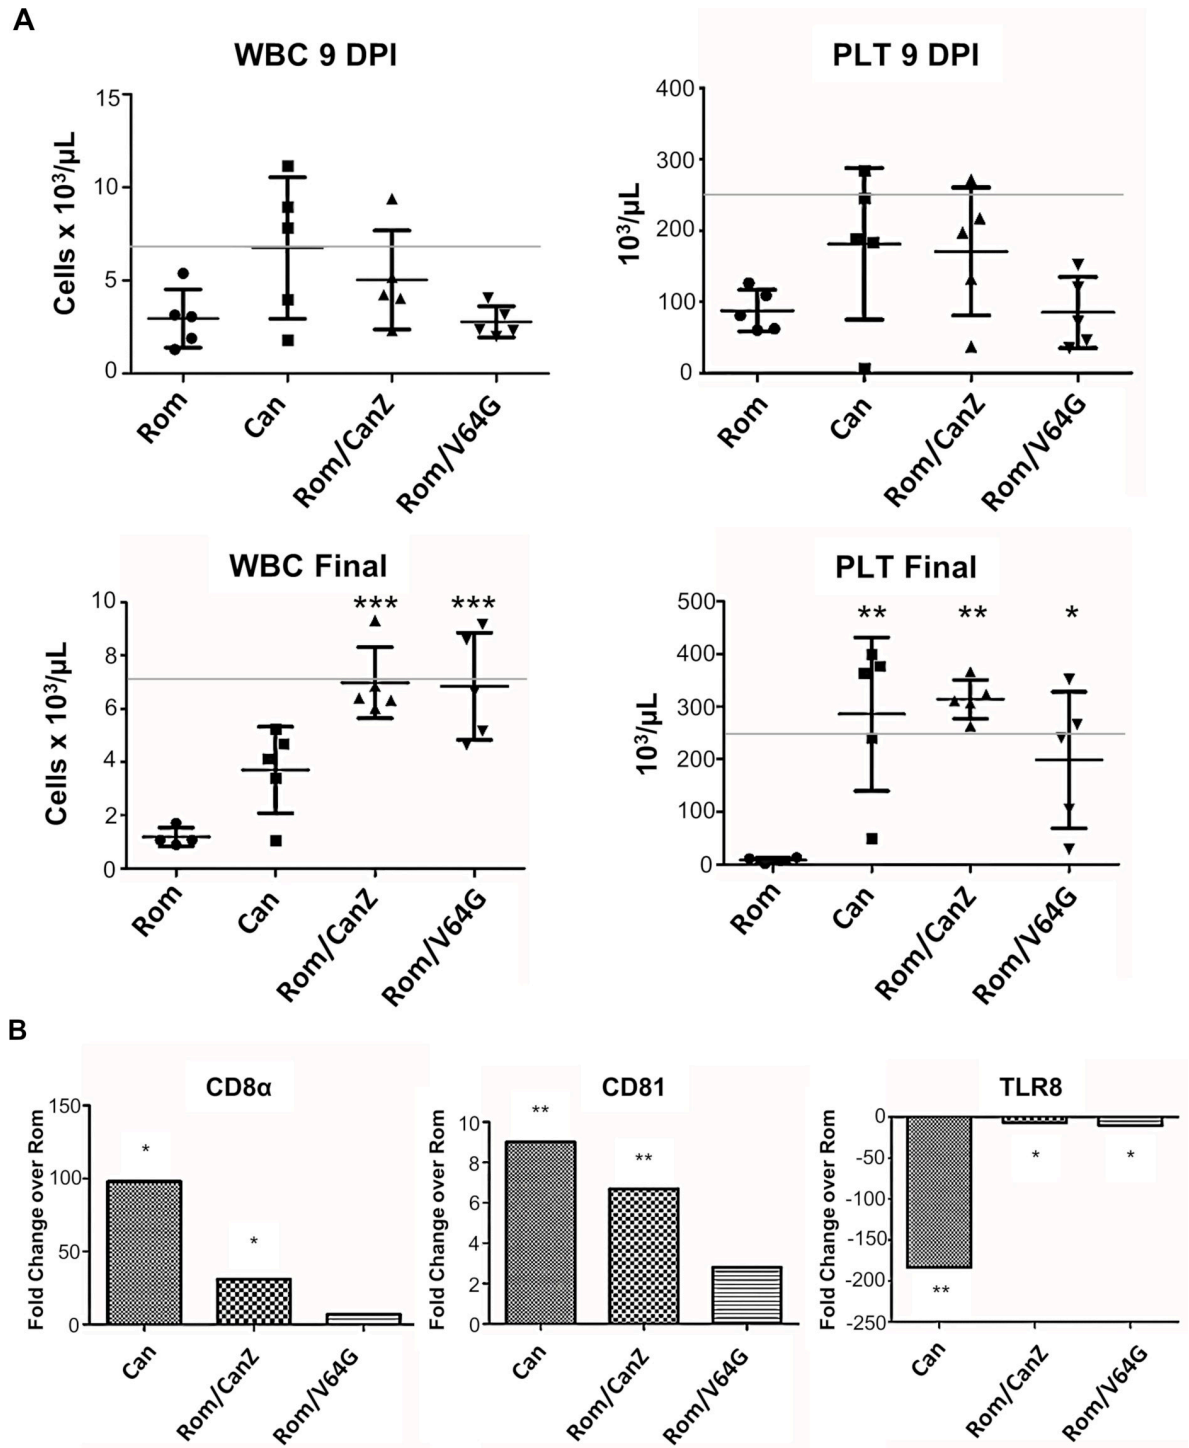 A
WBC 9 DPI
Cells x 10³/µL
15
10
5
0
Rom
Can
Rom/CanZ
Rom/V64G
PLT 9 DPI
10³/µL
400
300
200
100
0
Rom
Can
Rom/CanZ
Rom/V64G
WBC Final
Cells x 10³/µL
10
8
6
4
2
0
***
***
Rom
Can
Rom/CanZ
Rom/V64G
PLT Final
10³/µL
500
400
300
200
100
0
**
**
*
Rom
Can
Rom/CanZ
Rom/V64G
B
CD8α
Fold Change over Rom
150
100
50
0
*
*
Can
Rom/CanZ
Rom/V64G
CD81
Fold Change over Rom
10
8
6
4
2
0
**
**
Can
Rom/CanZ
Rom/V64G
TLR8
Fold Change over Rom
0
-50
-100
-150
-200
-250
**
*
*
Can
Rom/CanZ
Rom/V64G